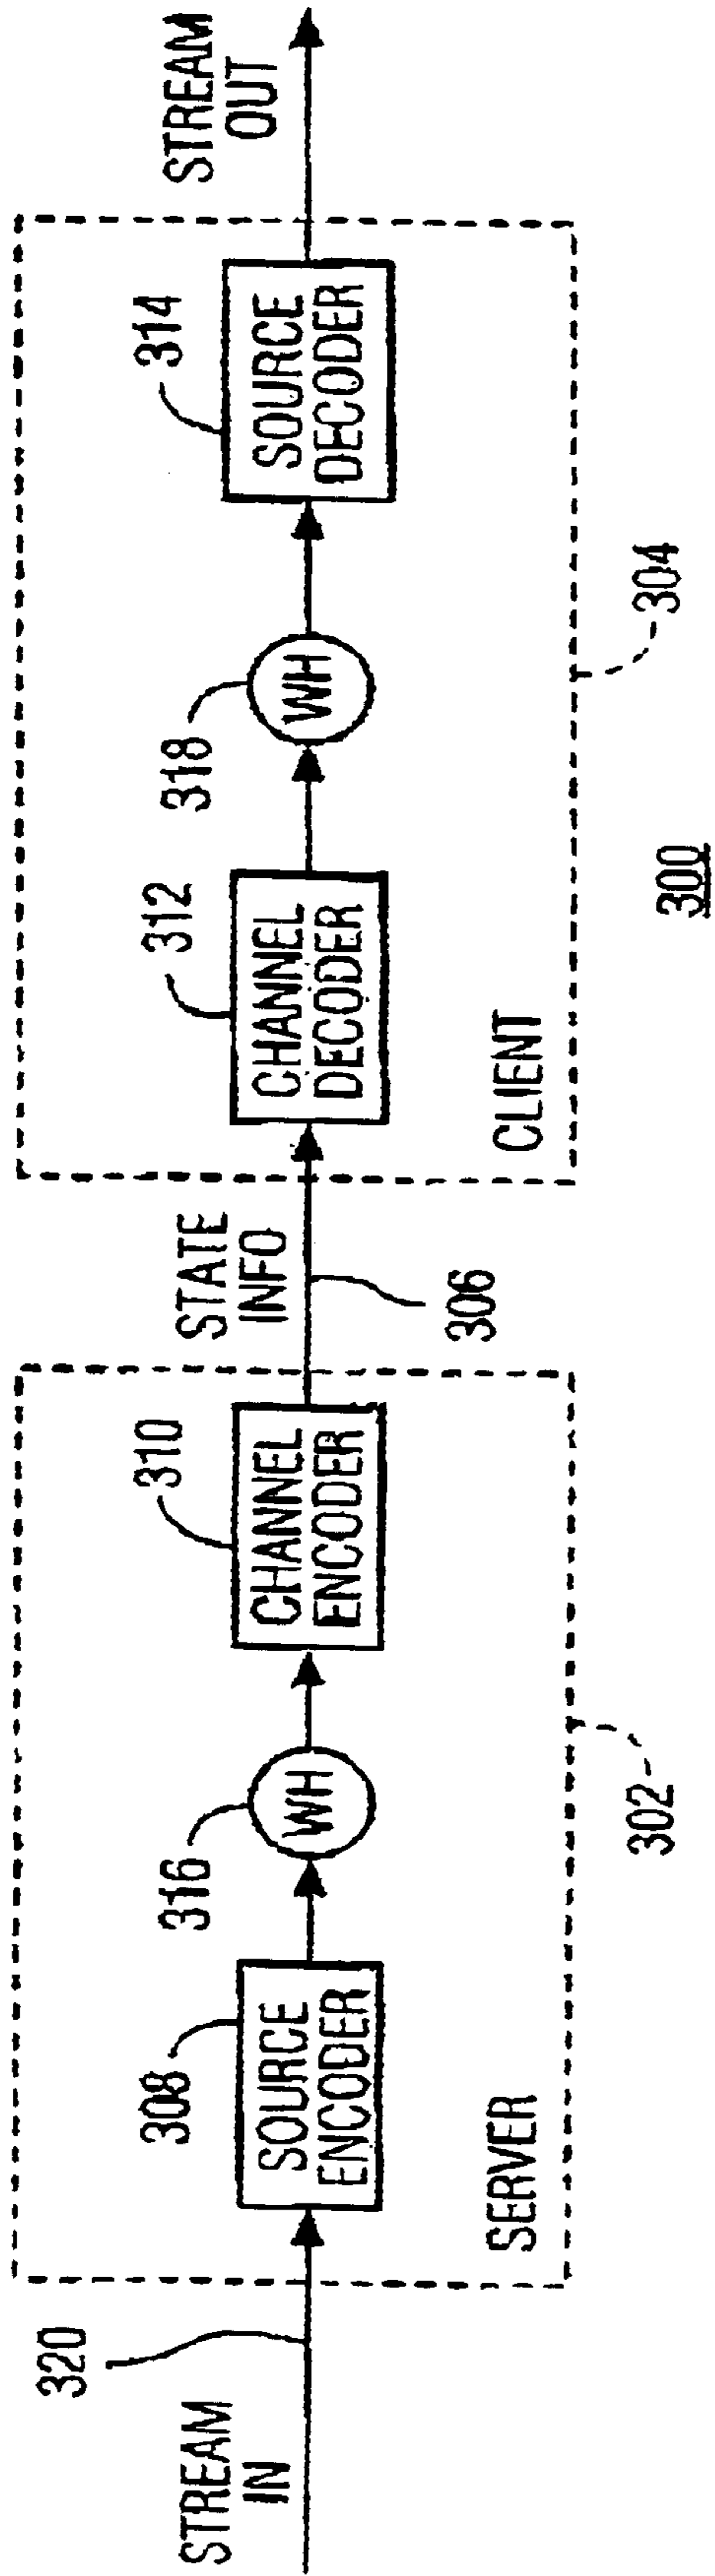 STREAM
IN
320
SERVER
308
SOURCE
ENCODER
316
WH
310
CHANNEL
ENCODER
302
STATE
INFO
306
CLIENT
312
CHANNEL
DECODER
318
WH
314
SOURCE
DECODER
304
STREAM
OUT
300